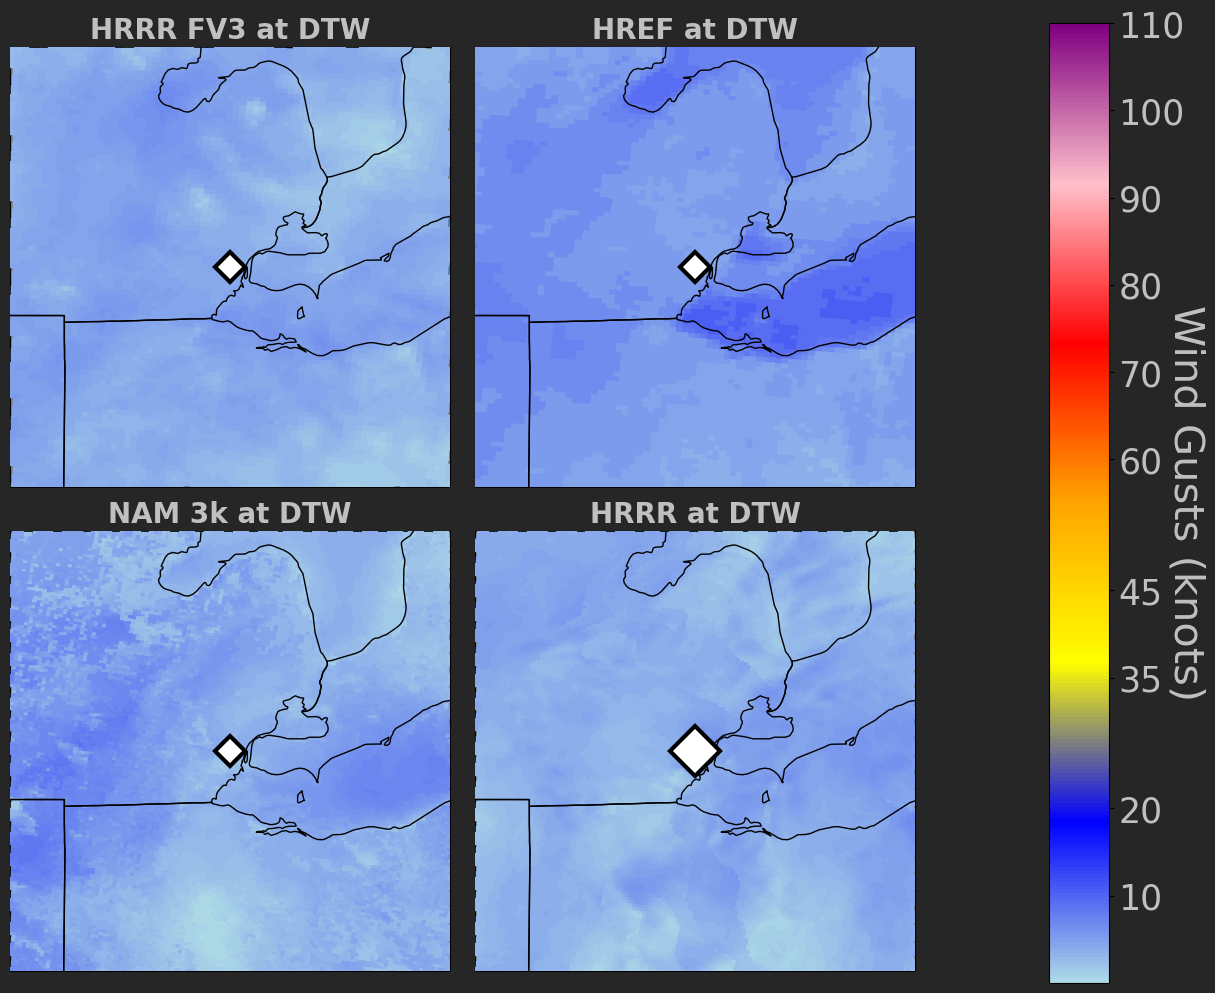 HRRR FV3 at DTW
HREF at DTW
NAM 3k at DTW
HRRR at DTW
110
100
90
80
70
60
45
35
20
10
Wind Gusts (knots)